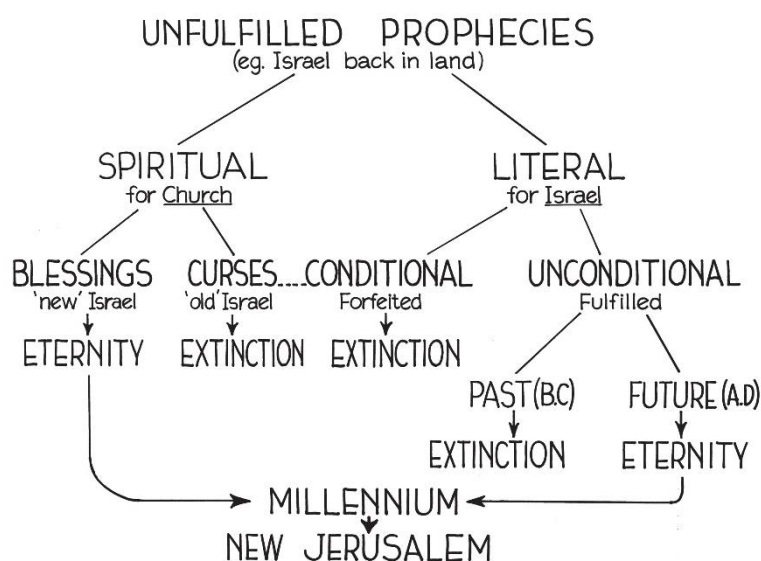 UNFULFILLED PROPHECIES
(eg. Israel back in land)
SPIRITUAL LITERAL
for Church for Israel
BLESSINGS CURSES....CONDITIONAL UNCONDITIONAL
'new' Israel 'old' Israel Forfeited Fulfilled
ETERNITY EXTINCTION EXTINCTION
PAST (B.C) FUTURE (A.D)
EXTINCTION ETERNITY
MILLENNIUM
NEW JERUSALEM